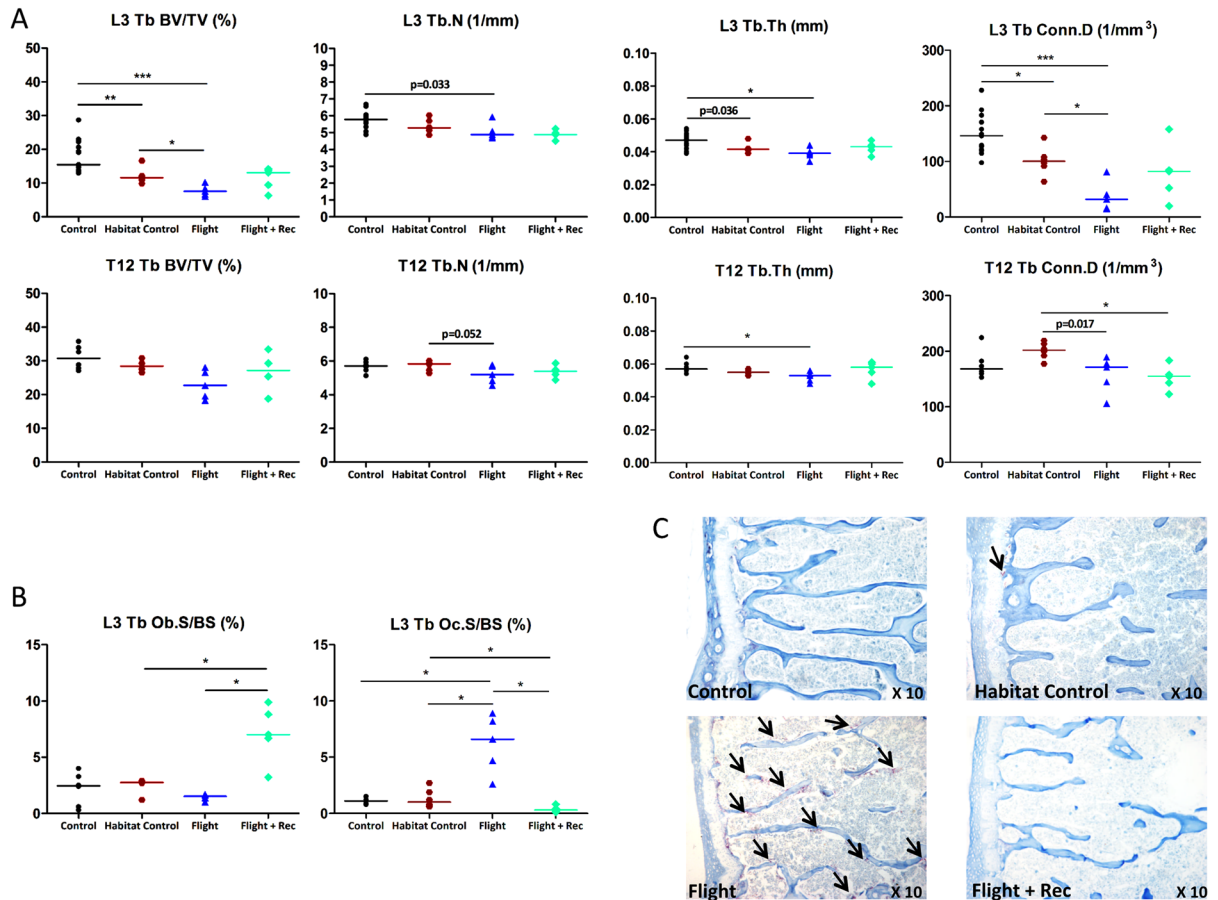 A
L3 Tb BV/TV (%)
50
40
30
20
10
0
***
**
*
Control Habitat Control Flight Flight + Rec
L3 Tb.N (1/mm)
10
9
8
7
6
5
4
3
2
1
0
p=0.033
Control Habitat Control Flight Flight + Rec
L3 Tb.Th (mm)
0.10
0.08
0.06
0.04
0.02
0.00
*
p=0.036
Control Habitat Control Flight Flight + Rec
L3 Tb Conn.D (1/mm³)
300
200
100
0
***
*
*
Control Habitat Control Flight Flight + Rec
T12 Tb BV/TV (%)
50
40
30
20
10
0
Control Habitat Control Flight Flight + Rec
T12 Tb.N (1/mm)
10
8
6
4
2
0
p=0.052
Control Habitat Control Flight Flight + Rec
T12 Tb.Th (mm)
0.10
0.08
0.06
0.04
0.02
0.00
*
Control Habitat Control Flight Flight + Rec
T12 Tb Conn.D (1/mm³)
300
200
100
0
*
p=0.017
Control Habitat Control Flight Flight + Rec
B
L3 Tb Ob.S/BS (%)
15
10
5
0
*
*
Control Habitat Control Flight Flight + Rec
L3 Tb Oc.S/BS (%)
15
10
5
0
*
*
*
*
Control Habitat Control Flight Flight + Rec
C
Control X 10
Habitat Control X 10
Flight X 10
Flight + Rec X 10